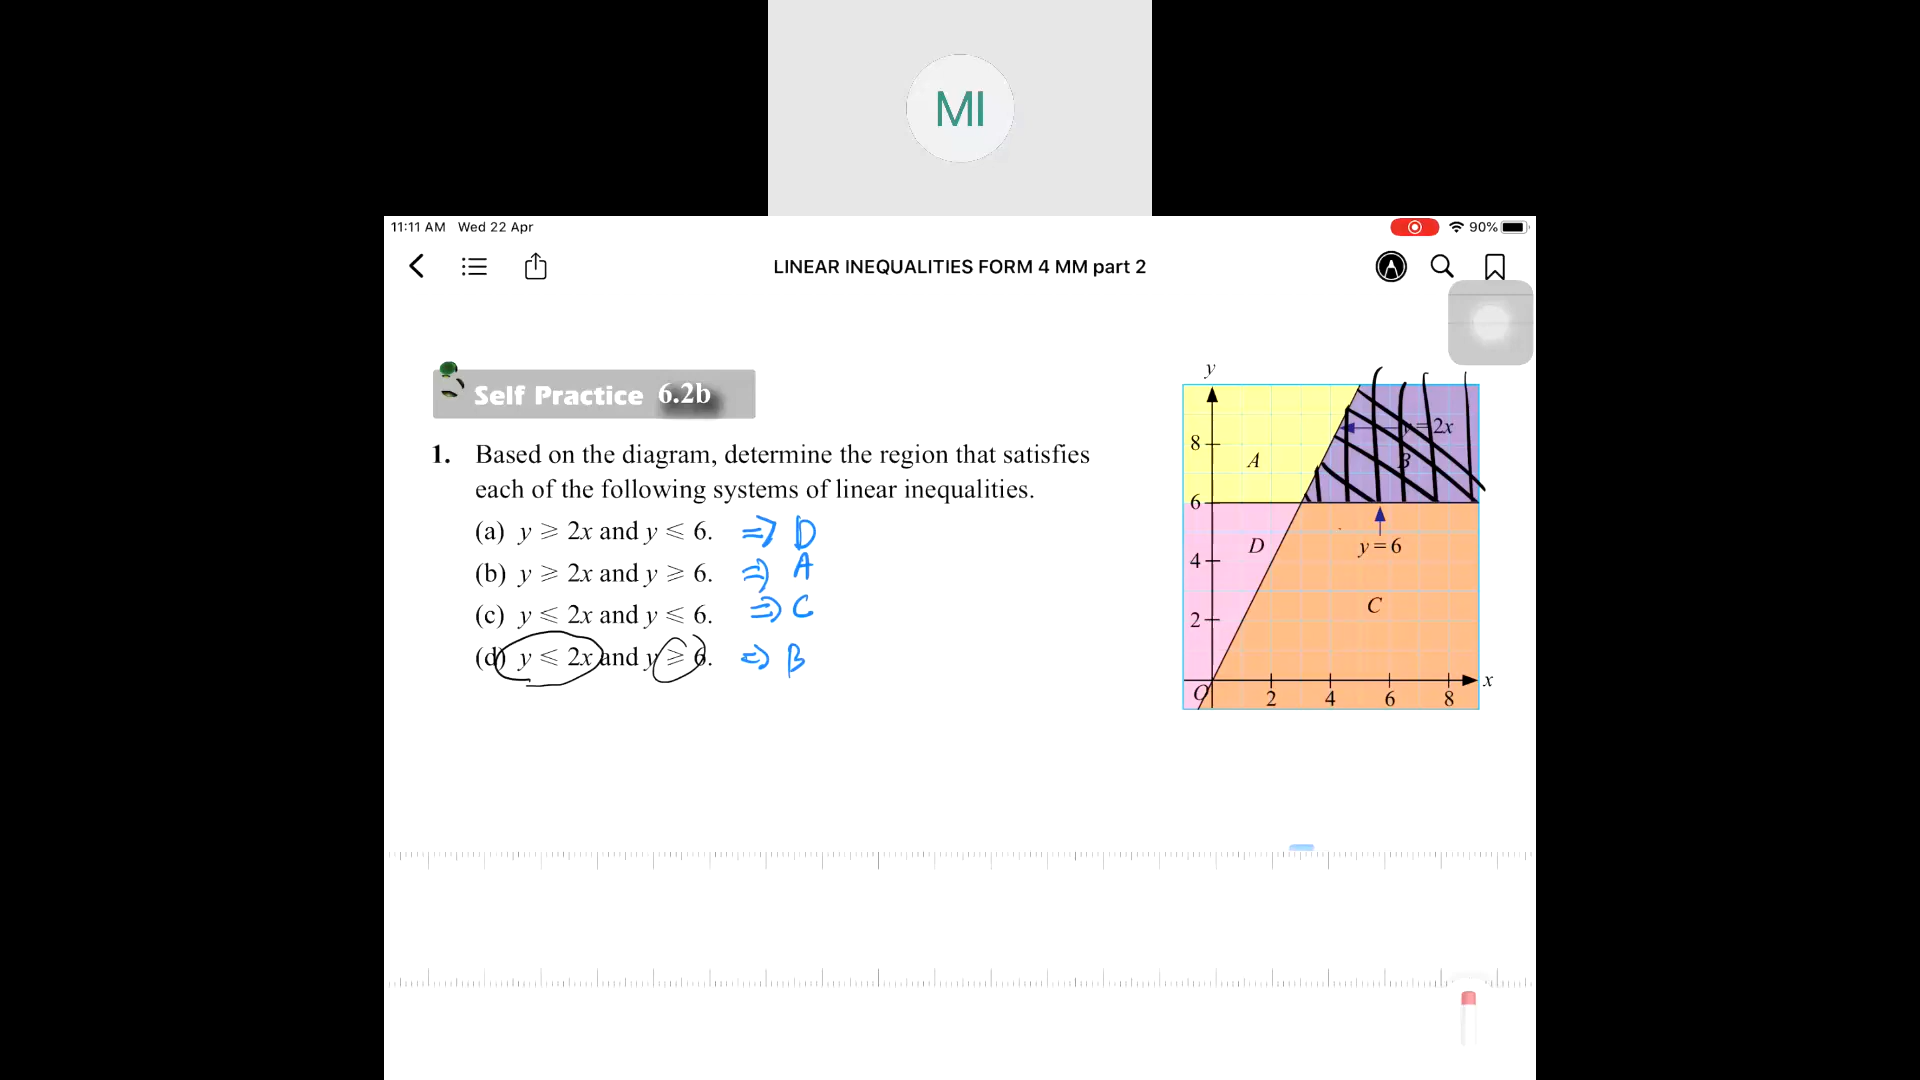 MI
11:11 AM Wed 22 Apr
90%
LINEAR INEQUALITIES FORM 4 MM part 2
Self Practice 6.2b
1. Based on the diagram, determine the region that satisfies
each of the following systems of linear inequalities.
(a) y ⩾ 2x and y ⩽ 6. => D
(b) y ⩾ 2x and y ⩾ 6. => A
(c) y ⩽ 2x and y ⩽ 6. => C
(d) y ⩽ 2x and y ⩾ 6. => B
y
y = 2x
8
A
B
6
D
y = 6
4
C
2
x
O
2 4 6 8